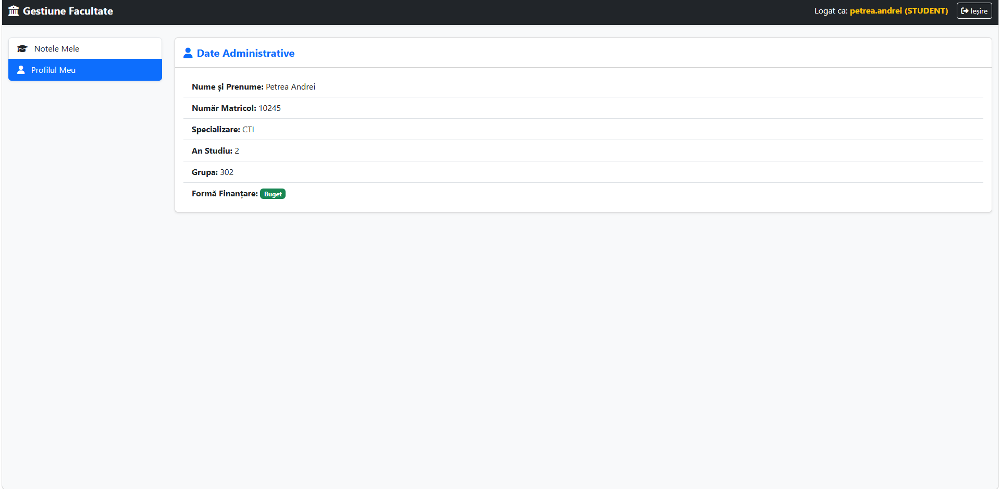 Gestiune Facultate
Logat ca: petrea.andrei (STUDENT)
Ieșire
Notele Mele
Profilul Meu
Date Administrative
Nume și Prenume: Petrea Andrei
Număr Matricol: 10245
Specializare: CTI
An Studiu: 2
Grupa: 302
Formă Finanțare: Buget